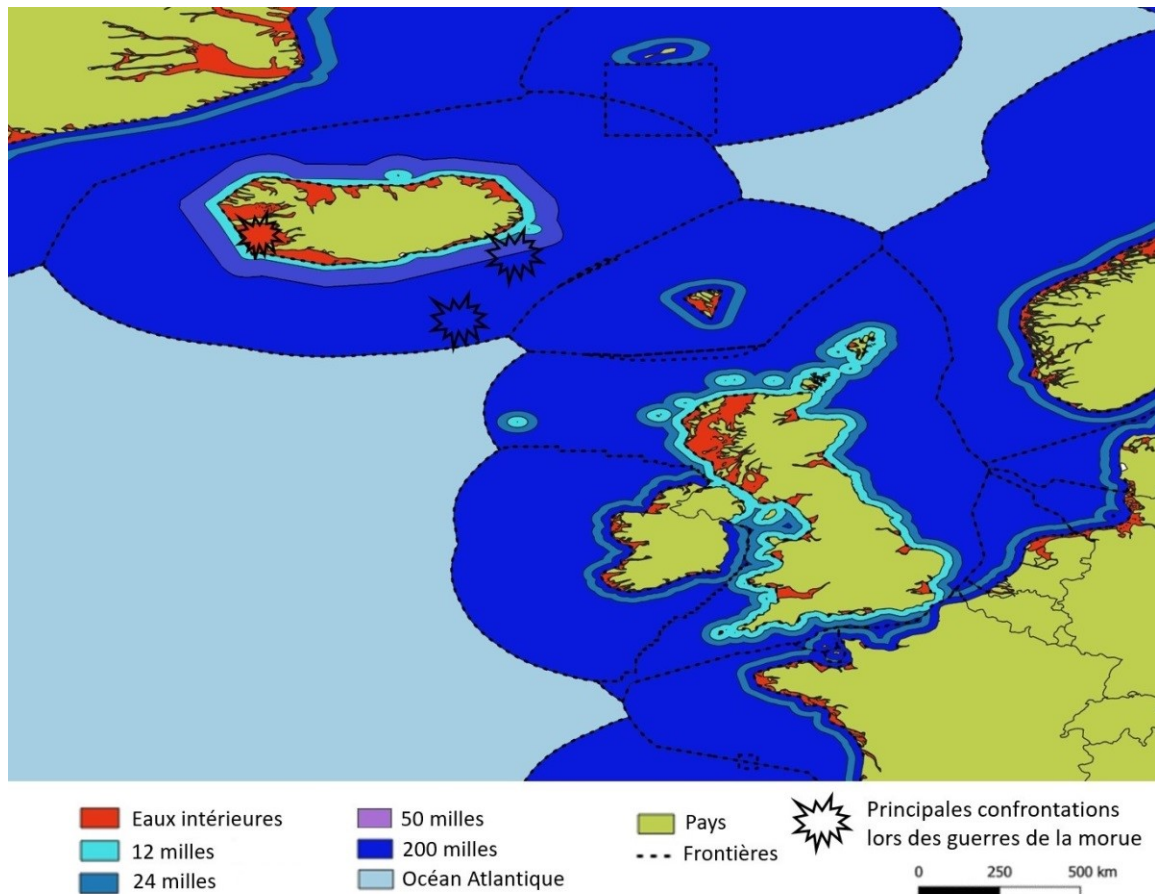 Eaux intérieures
12 milles
24 milles
50 milles
200 milles
Océan Atlantique
Pays
Frontières
Principales confrontations
lors des guerres de la morue
0 250 500 km